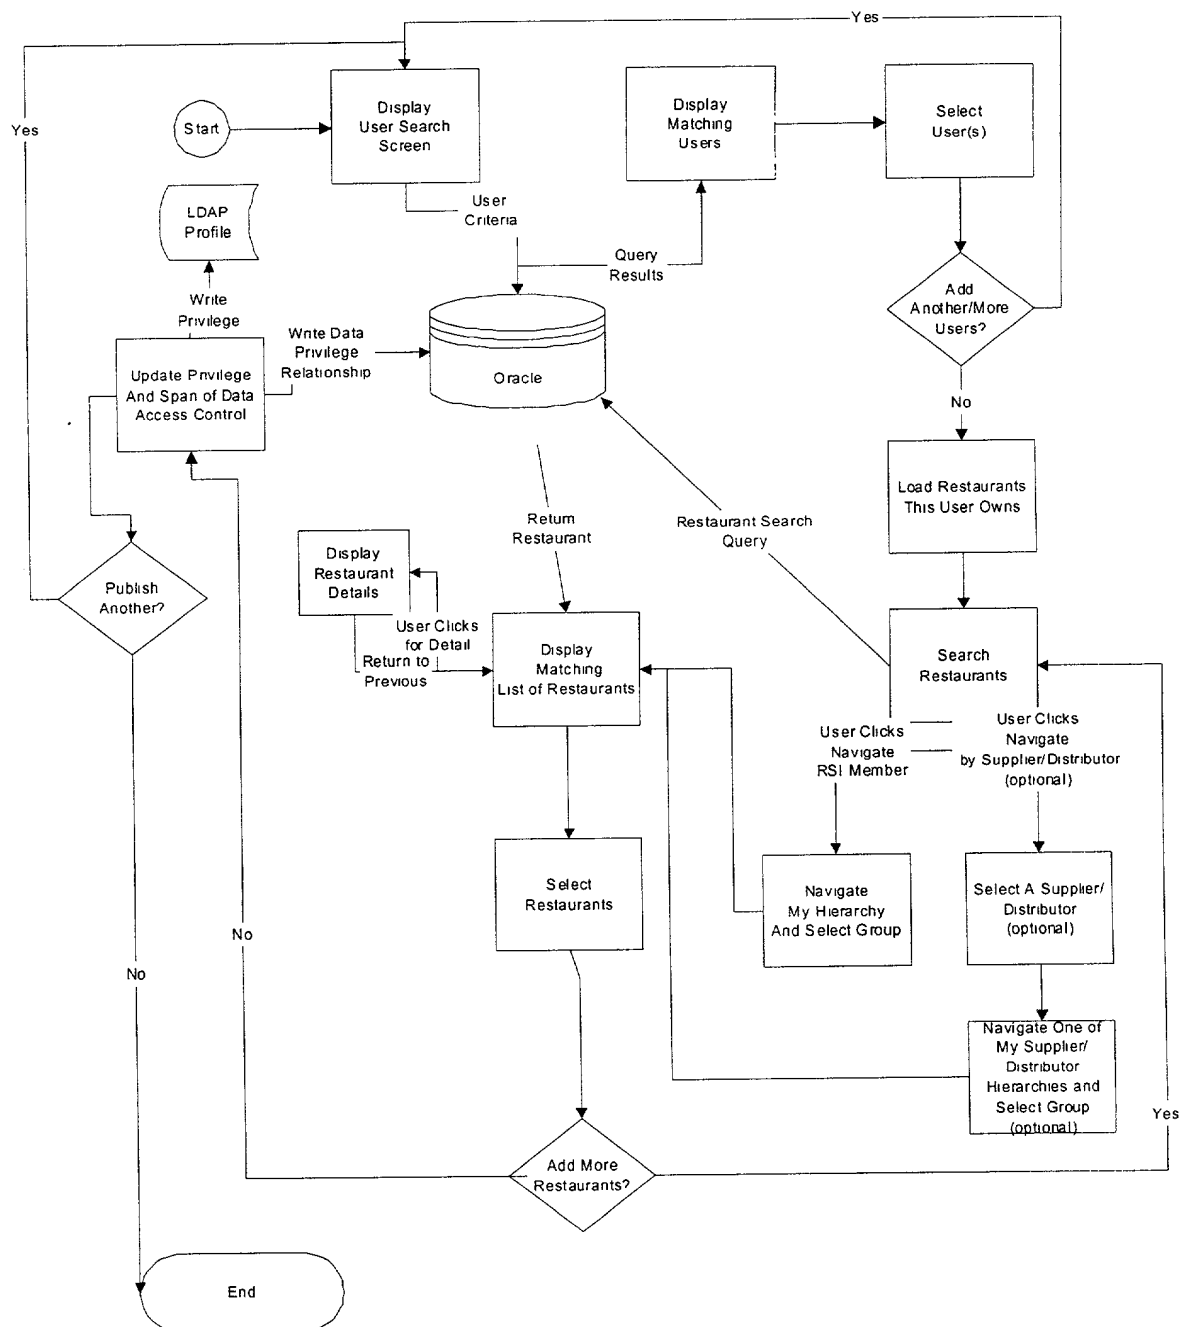 Yes
Yes
Start
Display
User Search
Screen
Display
Matching
Users
Select
User(s)
LDAP
Profile
User
Criteria
Query
Results
Write
Privilege
Write Data
Privilege
Relationship
Add
Another/More
Users?
Update Privilege
And Span of Data
Access Control
Oracle
No
Load Restaurants
This User Owns
Return
Restaurant
Restaurant Search
Query
Display
Restaurant
Details
Publish
Another?
User Clicks
for Detail
Return to
Previous
Display
Matching
List of Restaurants
Search
Restaurants
User Clicks
Navigate
RSI Member
User Clicks
Navigate
by Supplier/Distributor
(optional)
Select
Restaurants
Navigate
My Hierarchy
And Select Group
Select A Supplier/
Distributor
(optional)
No
No
Navigate One of
My Supplier/
Distributor
Hierarchies and
Select Group
(optional)
Yes
Add More
Restaurants?
End